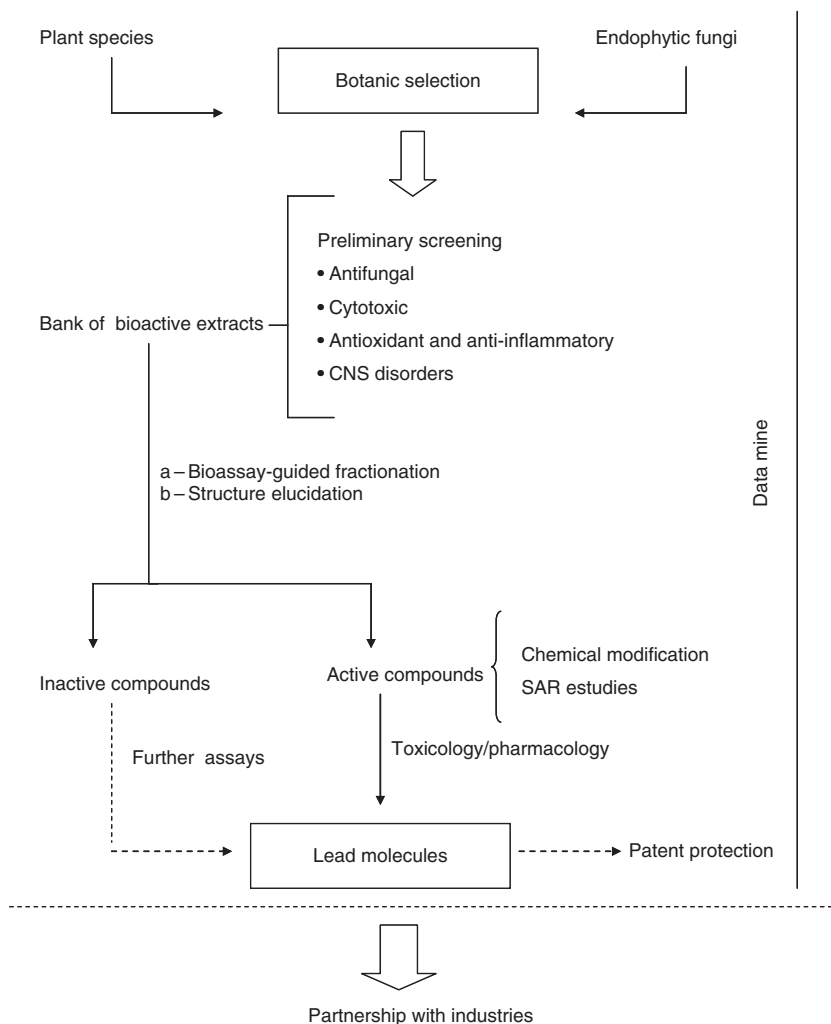 Plant species
Endophytic fungi
Botanic selection
Preliminary screening
• Antifungal
• Cytotoxic
Bank of bioactive extracts
• Antioxidant and anti-inflammatory
• CNS disorders
Data mine
a – Bioassay-guided fractionation
b – Structure elucidation
Inactive compounds
Active compounds
Chemical modification
SAR estudies
Further assays
Toxicology/pharmacology
Lead molecules
Patent protection
Partnership with industries